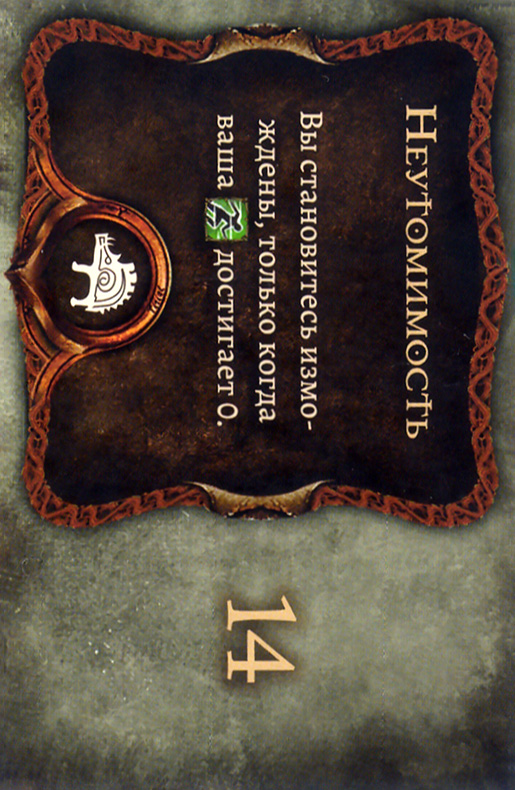 Неутомимость
Вы становитесь измо-
ждены, только когда
ваша достигает 0.
14